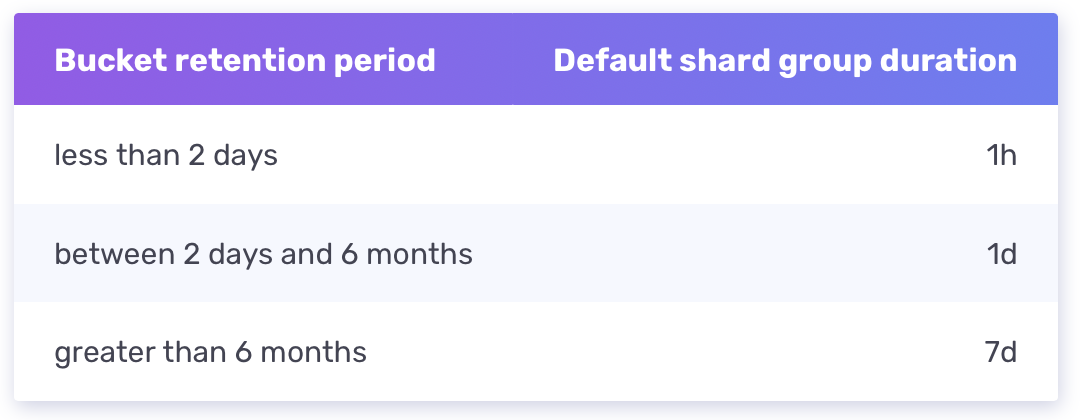 Bucket retention period Default shard group duration
less than 2 days 1h
between 2 days and 6 months 1d
greater than 6 months 7d